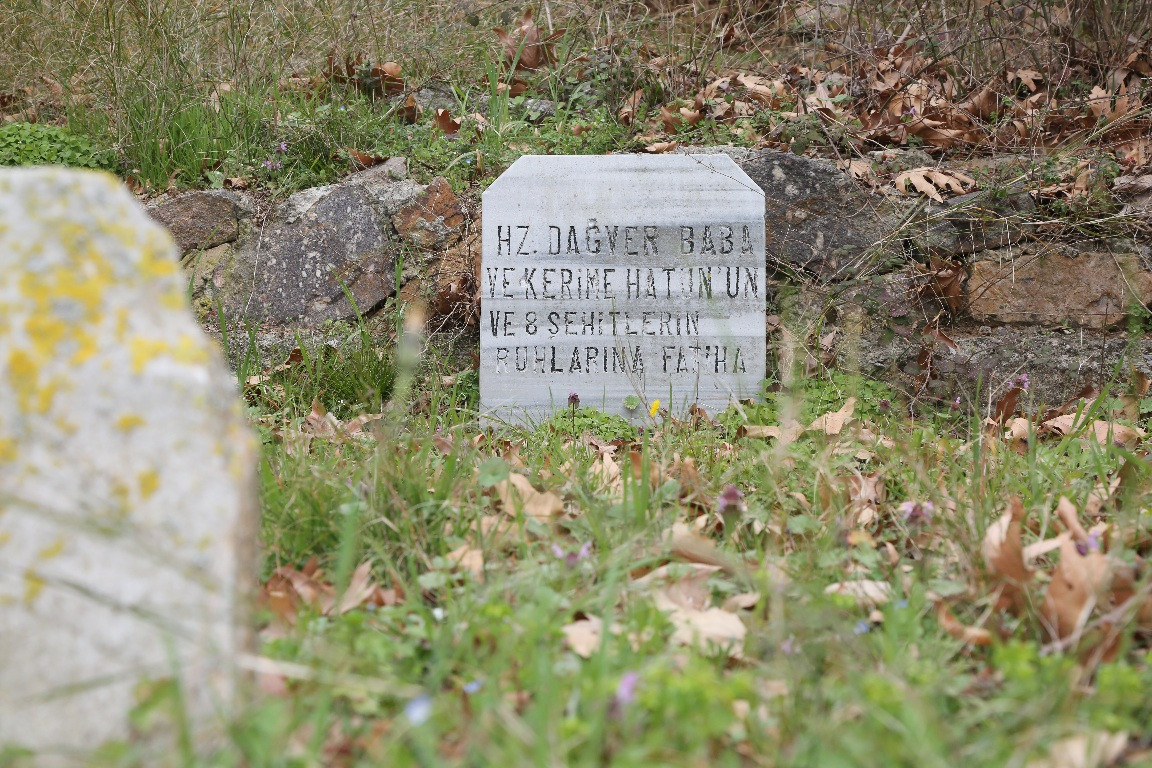 HZ. DAĞVER BABA
VE KERİME HATUN'UN
VE 8 ŞEHİTLERİN
RUHLARINA FATİHA